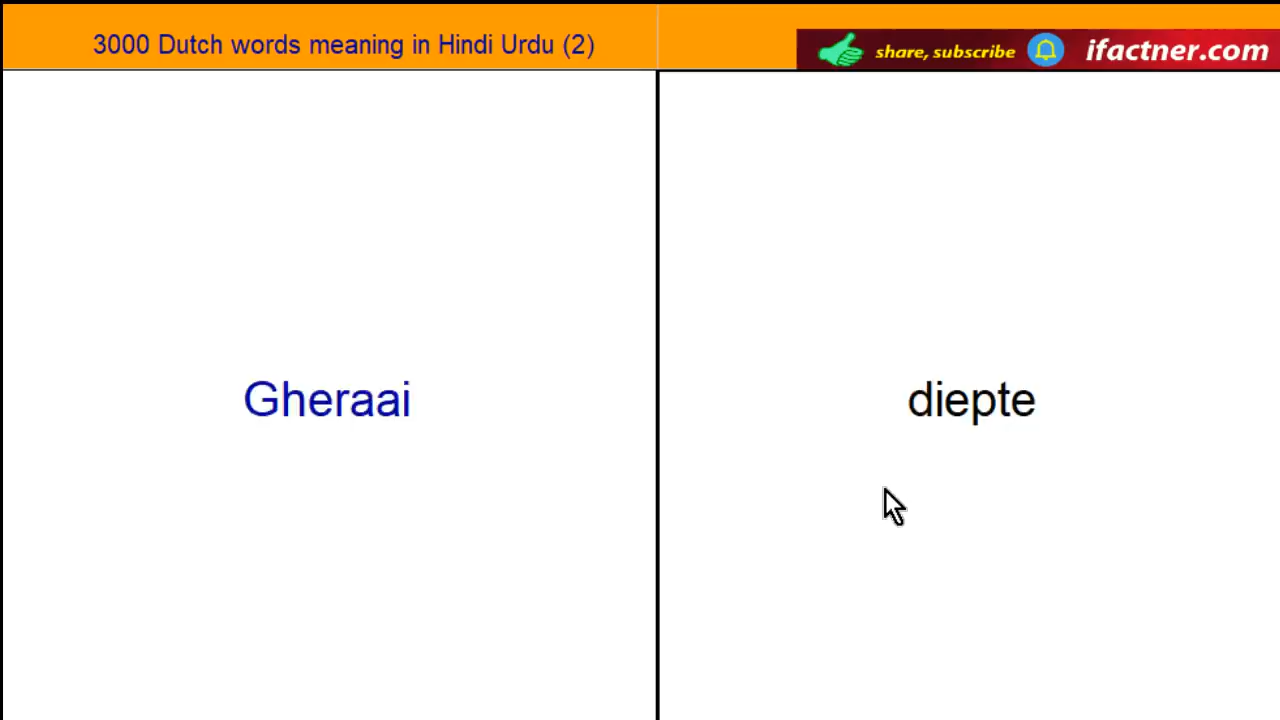 3000 Dutch words meaning in Hindi Urdu (2)
share, subscribe
ifactner.com
Gheraai
diepte